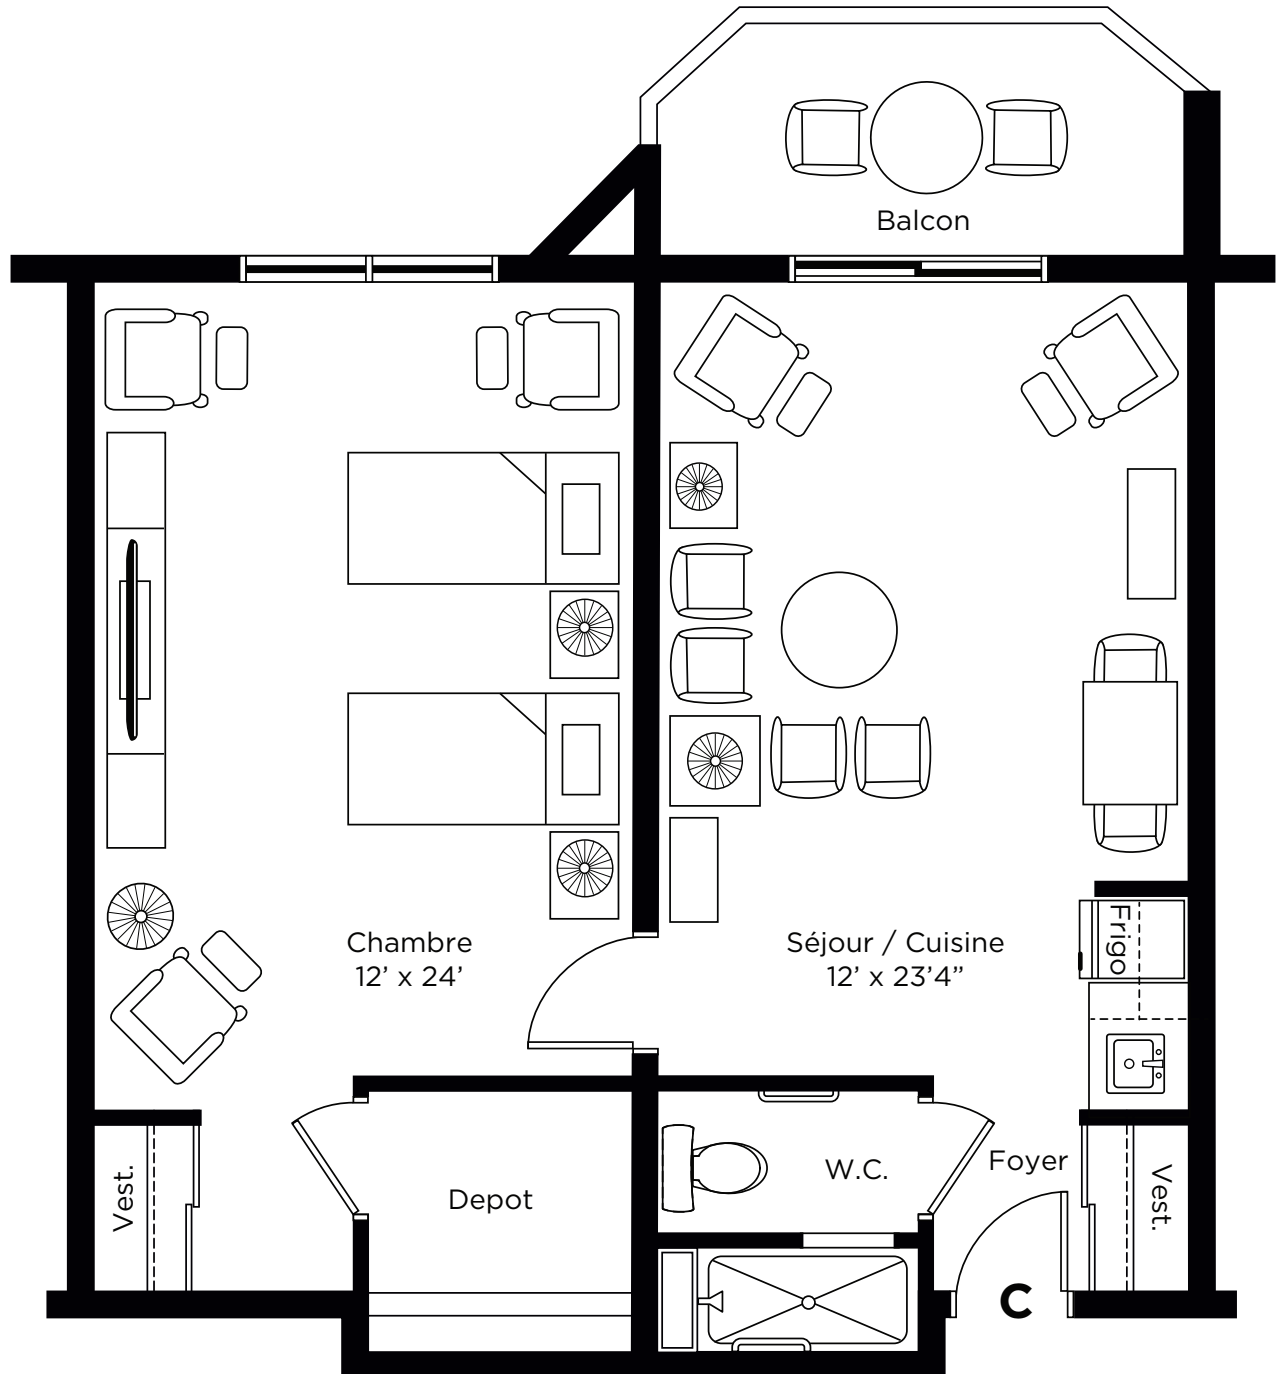 Balcon
Chambre
12’ x 24’
Séjour / Cuisine
12’ x 23’4”
Frigo
Vest.
Depot
W.C.
Foyer
Vest.
C